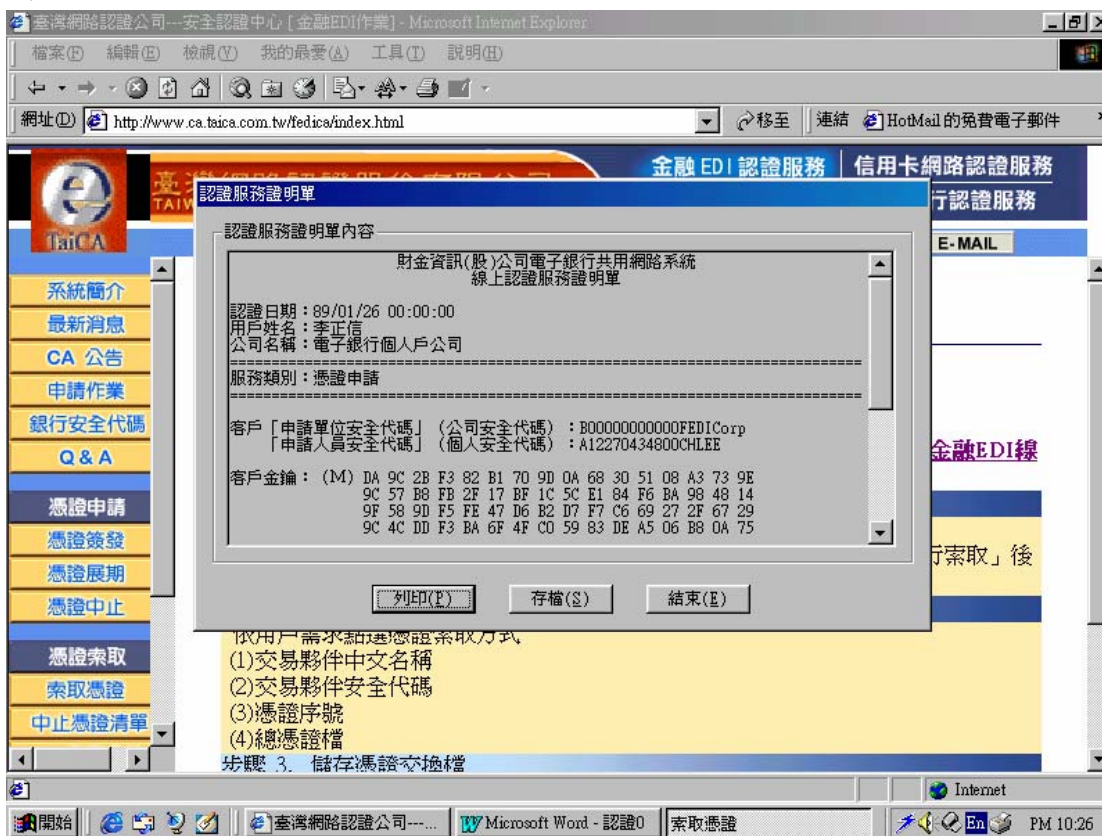 臺灣網路認證公司---安全認證中心 [金融EDI作業] - Microsoft Internet Explorer
檔案(F) 編輯(E) 檢視(V) 我的最愛(A) 工具(T) 說明(H)
網址(D) http://www.ca.taica.com.tw/fedica/index.html 移至 連結 HotMail 的免費電子郵件
金融 EDI 認證服務 信用卡網路認證服務
行認證服務
TaiCA
E-MAIL
認證服務證明單
認證服務證明單內容
財金資訊(股)公司電子銀行共用網路系統
線上認證服務證明單
認證日期：89/01/26 00:00:00
用戶姓名：李正信
公司名稱：電子銀行個人戶公司
服務類別：憑證申請
客戶「申請單位安全代碼」（公司安全代碼）：B00000000000FEDICorp
「申請人員安全代碼」（個人安全代碼）：A12270434800CHLEE
客戶金鑰：（M） DA 9C 2B F3 82 B1 70 9D 0A 68 30 51 08 A3 73 9E
9C 57 B8 FB 2F 17 BF 1C 5C E1 84 F6 BA 98 48 14
9F 58 9D F5 FE 47 D6 B2 D7 F7 C6 69 27 2F 67 29
9C 4C DD F3 BA 6F 4F C0 59 83 DE A5 06 B8 0A 75
列印(P) 存檔(S) 結束(E)
系統簡介
最新消息
CA 公告
申請作業
銀行安全代碼
Q & A
憑證申請
憑證簽發
憑證展期
憑證中止
憑證索取
索取憑證
中止憑證清單
金融EDI線
行索取」後
依用戶需求點選憑證索取方式
(1)交易夥伴中文名稱
(2)交易夥伴安全代碼
(3)憑證序號
(4)總憑證檔
步驟 3. 儲存憑證交換檔
Internet
開始 臺灣網路認證公司---... Microsoft Word - 認證0 索取憑證 En PM 10:26